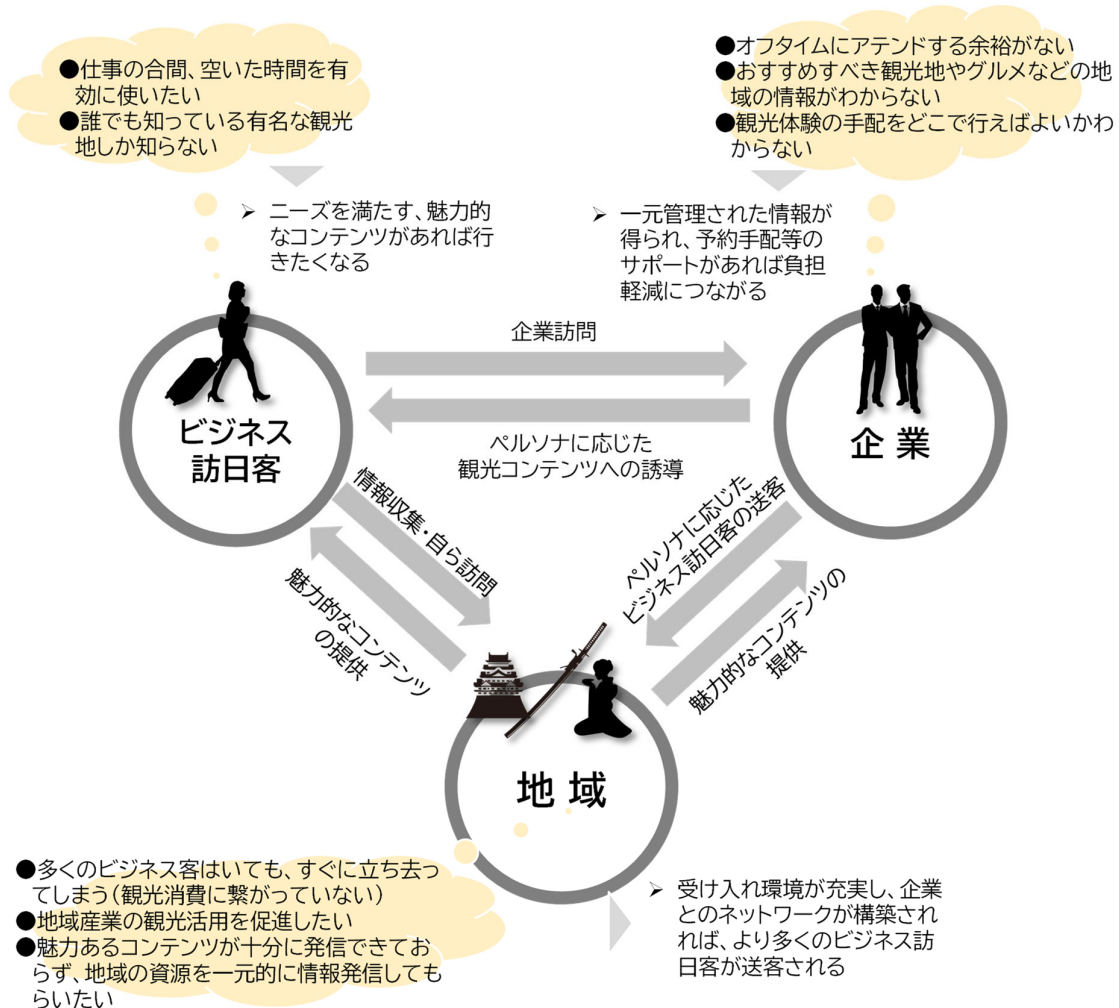 ●仕事の合間、空いた時間を有
効に使いたい
●誰でも知っている有名な観光
地しか知らない
●オフタイムにアテンドする余裕がない
●おすすめすべき観光地やグルメなどの地
域の情報がわからない
●観光体験の手配をどこで行えばよいかわ
からない
➢ ニーズを満たす、魅力的
なコンテンツがあれば行
きたくなる
➢ 一元管理された情報が
得られ、予約手配等の
サポートがあれば負担
軽減につながる
企業訪問
ビジネス
訪日客
企業
ペルソナに応じた
観光コンテンツへの誘導
情報収集・自ら訪問
魅力的なコンテンツ
の提供
ペルソナに応じた
ビジネス訪日客の送客
魅力的なコンテンツの
提供
地域
●多くのビジネス客はいても、すぐに立ち去っ
てしまう（観光消費に繋がっていない）
●地域産業の観光活用を促進したい
●魅力あるコンテンツが十分に発信できてお
らず、地域の資源を一元的に情報発信しても
らいたい
➢ 受け入れ環境が充実し、企業
とのネットワークが構築され
れば、より多くのビジネス訪
日客が送客される